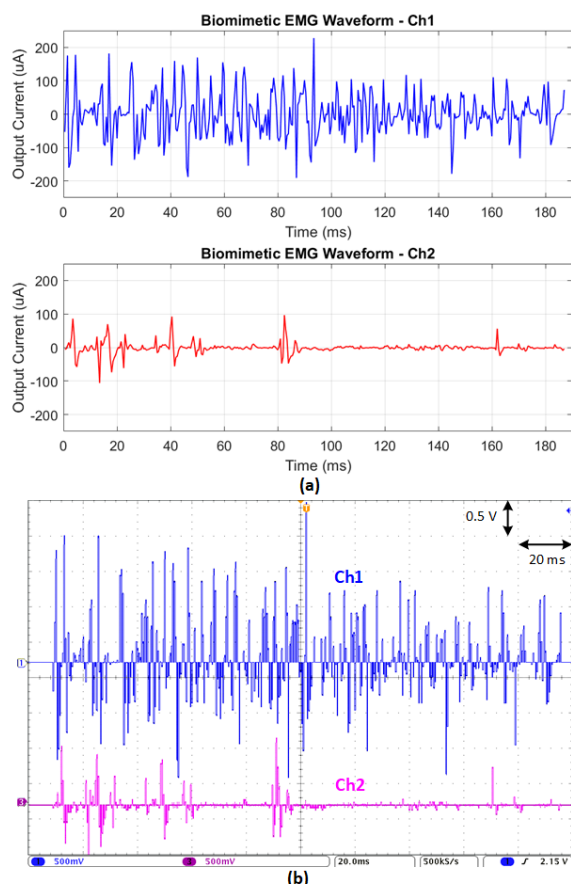 Biomimetic EMG Waveform - Ch1
Output Current (uA)
200
100
0
-100
-200
0 20 40 60 80 100 120 140 160 180
Time (ms)
Biomimetic EMG Waveform - Ch2
Output Current (uA)
200
100
0
-100
-200
0 20 40 60 80 100 120 140 160 180
Time (ms)
(a)
T
0.5 V
20 ms
Ch1
1
Ch2
3
1 500mV 3 500mV 20.0ms 500kS/s 1 2.15 V
(b)